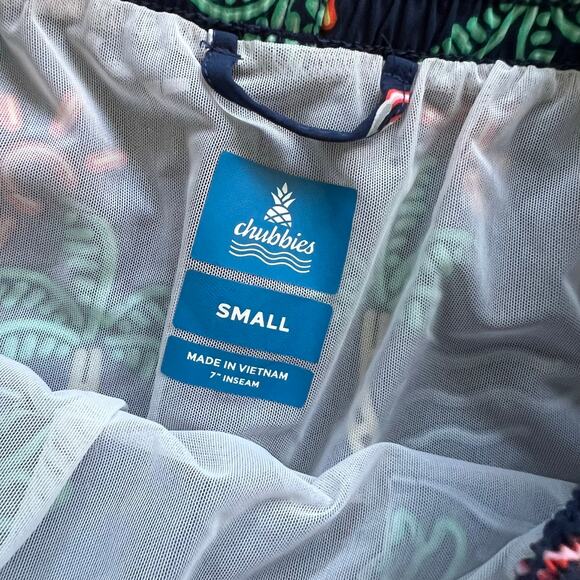 chubbies
SMALL
MADE IN VIETNAM
7" INSEAM